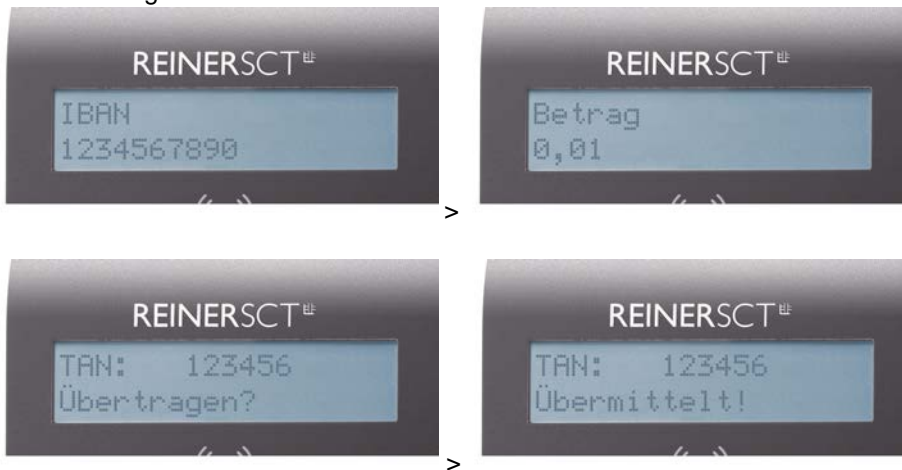 REINERSCT
IBAN
1234567890
>
REINERSCT
Betrag
0,01
REINERSCT
TAN: 123456
Übertragen?
>
REINERSCT
TAN: 123456
Übermittelt!